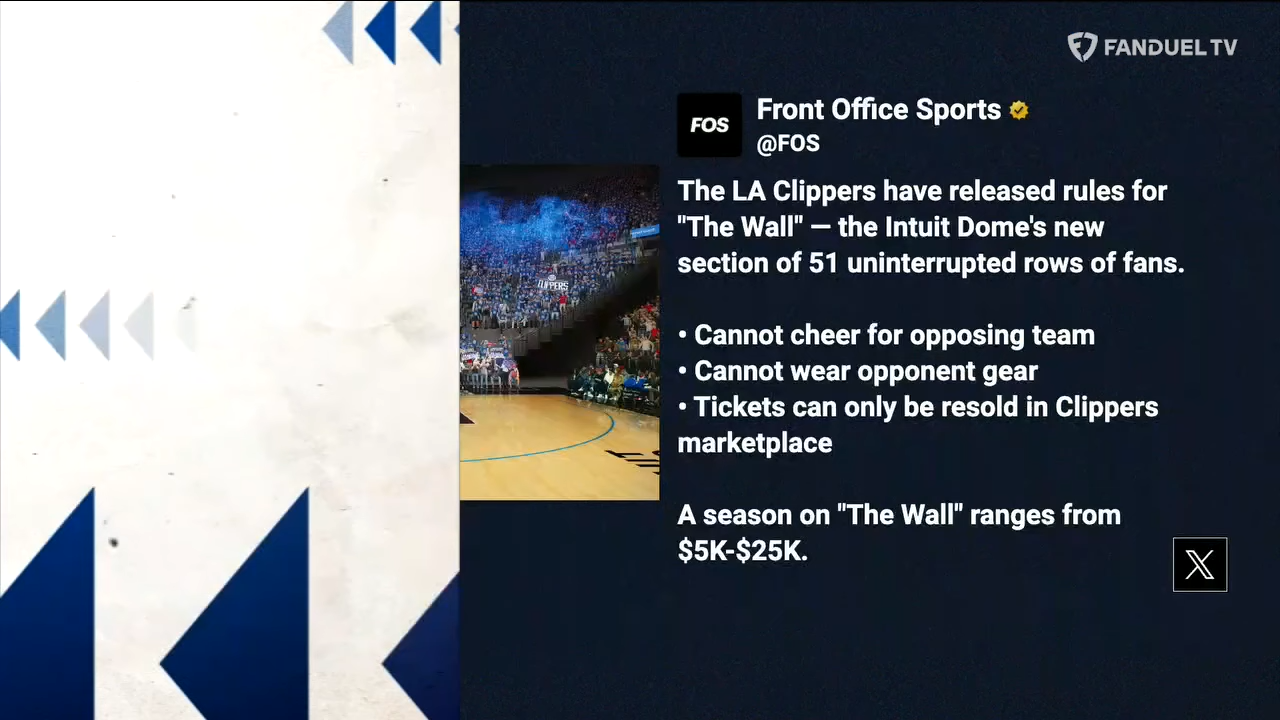 FANDUEL TV
FOS
Front Office Sports
@FOS
The LA Clippers have released rules for
"The Wall" — the Intuit Dome's new
section of 51 uninterrupted rows of fans.
• Cannot cheer for opposing team
• Cannot wear opponent gear
• Tickets can only be resold in Clippers
marketplace
A season on "The Wall" ranges from
$5K-$25K.
CLIPPERS